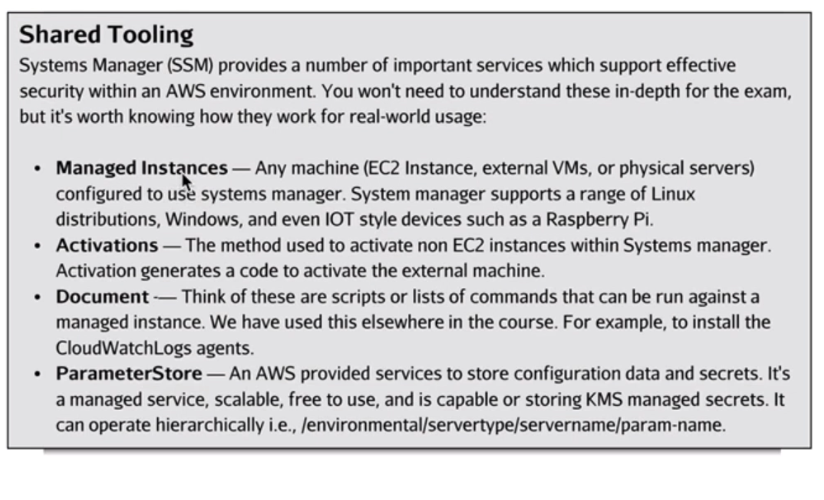 Shared Tooling
Systems Manager (SSM) provides a number of important services which support effective
security within an AWS environment. You won't need to understand these in-depth for the exam,
but it's worth knowing how they work for real-world usage:
• Managed Instances — Any machine (EC2 Instance, external VMs, or physical servers)
configured to use systems manager. System manager supports a range of Linux
distributions, Windows, and even IOT style devices such as a Raspberry Pi.
• Activations — The method used to activate non EC2 instances within Systems manager.
Activation generates a code to activate the external machine.
• Document -— Think of these are scripts or lists of commands that can be run against a
managed instance. We have used this elsewhere in the course. For example, to install the
CloudWatchLogs agents.
• ParameterStore — An AWS provided services to store configuration data and secrets. It's
a managed service, scalable, free to use, and is capable or storing KMS managed secrets. It
can operate hierarchically i.e., /environmental/servertype/servername/param-name.